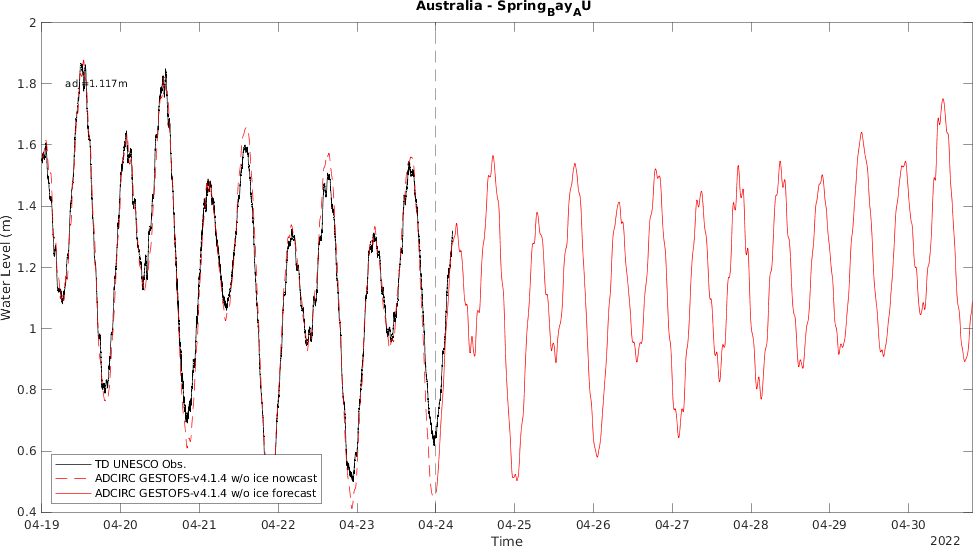 Australia - Spring_Bay_AU
2
1.8
1.6
1.4
1.2
1
0.8
0.6
0.4
Water Level (m)
adj=1.117m
TD UNESCO Obs.
ADCIRC GESTOFS-v4.1.4 w/o ice nowcast
ADCIRC GESTOFS-v4.1.4 w/o ice forecast
04-19 04-20 04-21 04-22 04-23 04-24 04-25 04-26 04-27 04-28 04-29 04-30
Time
2022